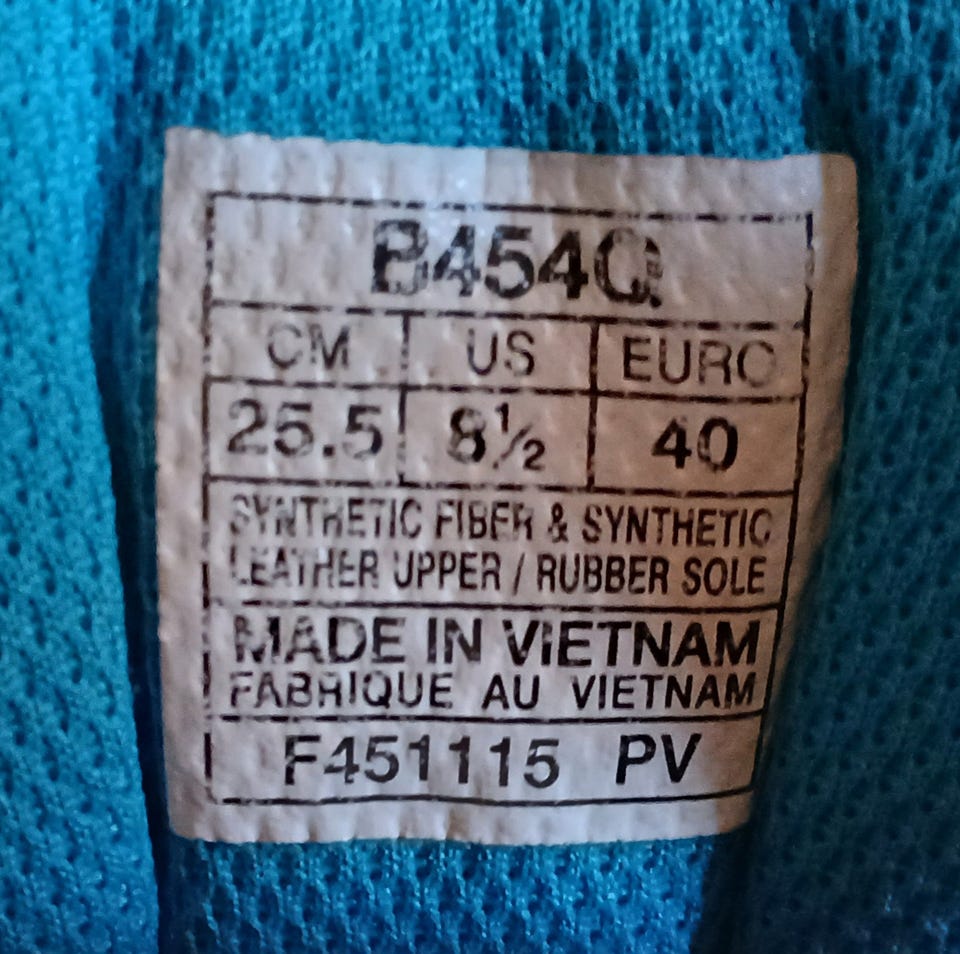 B454Q
CM US EURO
25.5 8½ 40
SYNTHETIC FIBER & SYNTHETIC
LEATHER UPPER / RUBBER SOLE
MADE IN VIETNAM
FABRIQUE AU VIETNAM
F451115 PV